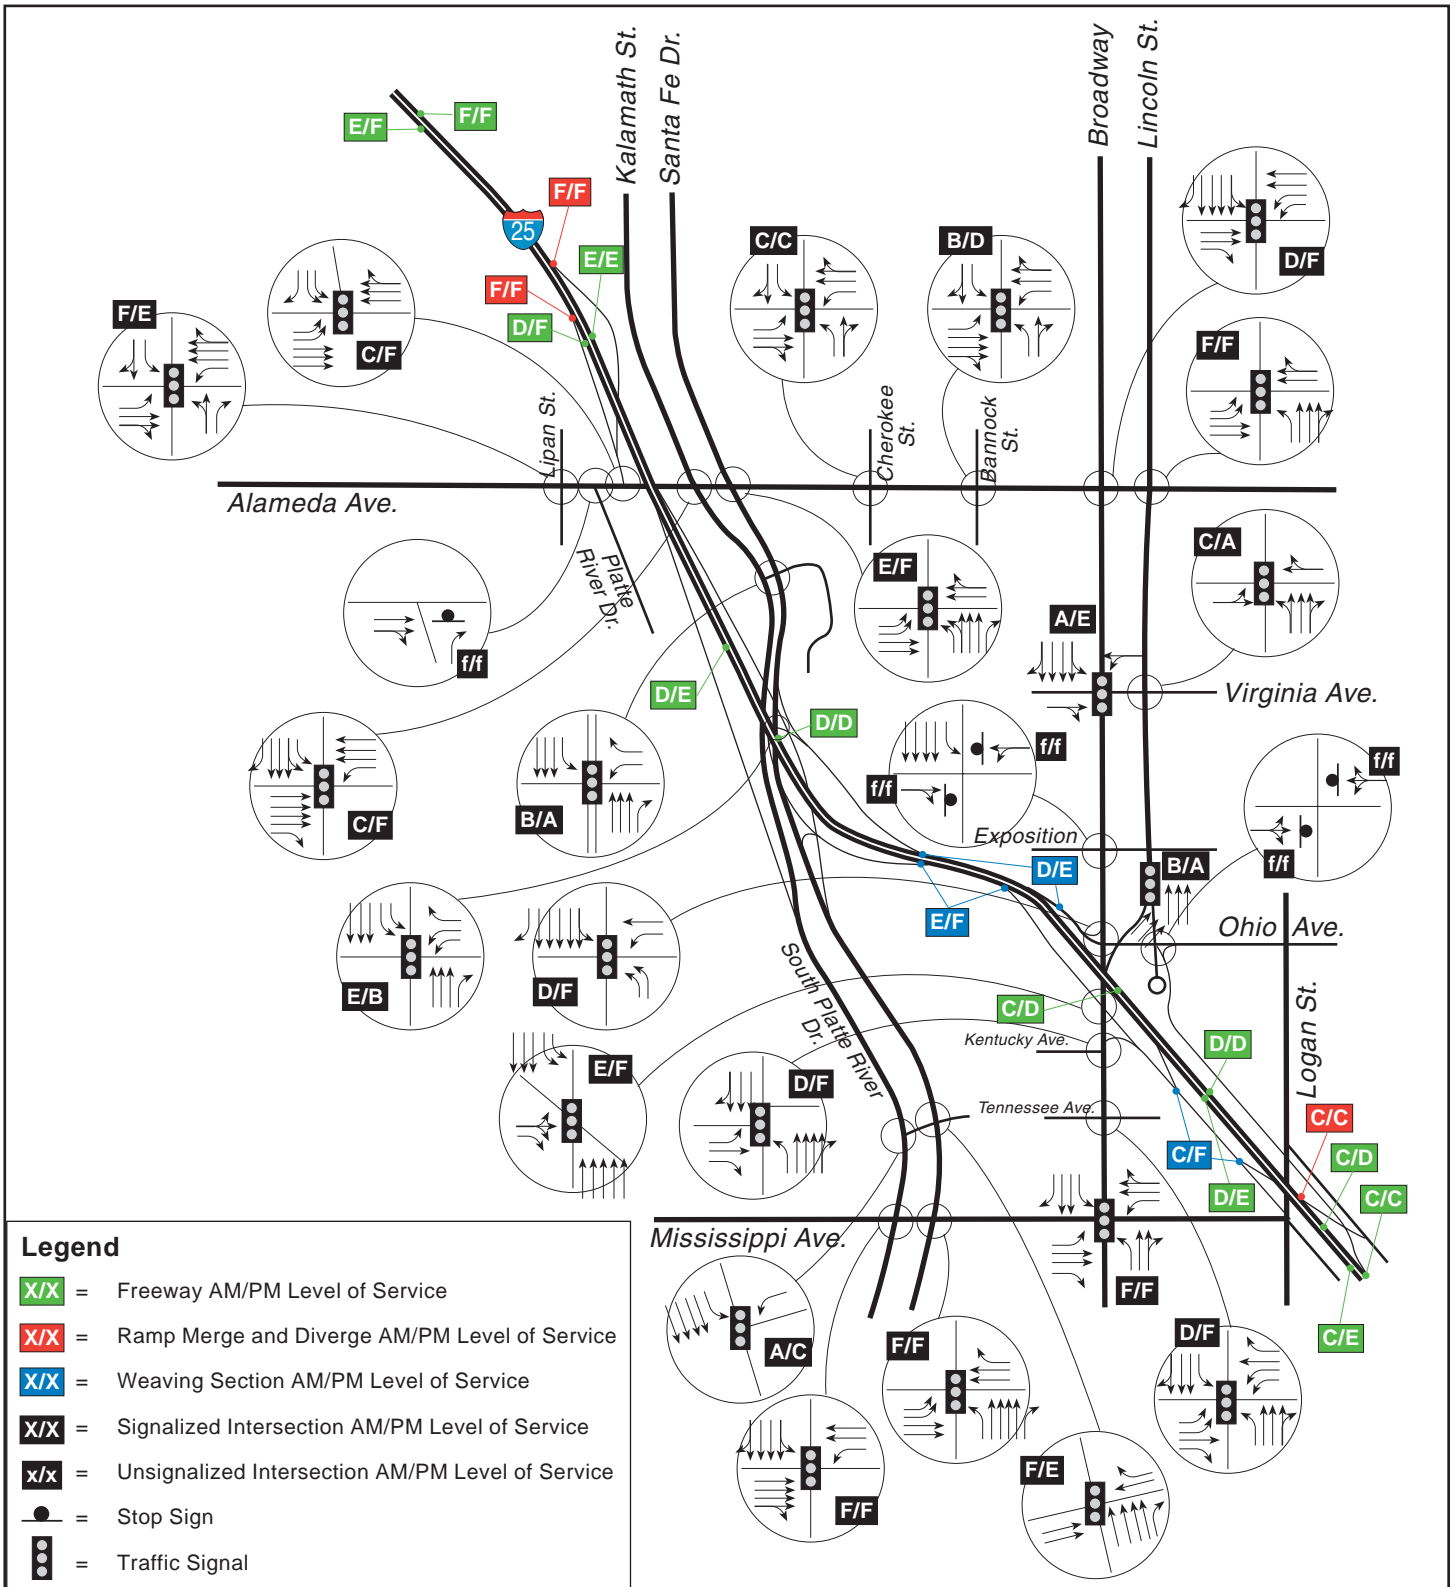 Kalamath St.
Santa Fe Dr.
Broadway
Lincoln St.
F/F
E/F
F/F
25
E/E
F/F
D/F
C/C
B/D
D/F
F/E
C/F
F/F
Lipan St.
Cherokee
St.
Bannock
St.
Alameda Ave.
Platte
River Dr.
C/A
E/F
A/E
f/f
D/E
D/D
Virginia Ave.
f/f
f/f
f/f
f/f
C/F
B/A
Exposition
D/E
B/A
E/F
Ohio Ave.
E/B
D/F
South Platte River
Dr.
C/D
Kentucky Ave.
D/D
Logan St.
E/F
D/F
Tennessee Ave.
C/C
C/F
C/D
D/E
C/C
Mississippi Ave.
F/F
A/C
F/F
D/F
C/E
F/F
F/E
Legend
X/X = Freeway AM/PM Level of Service
X/X = Ramp Merge and Diverge AM/PM Level of Service
X/X = Weaving Section AM/PM Level of Service
X/X = Signalized Intersection AM/PM Level of Service
x/x = Unsignalized Intersection AM/PM Level of Service
= Stop Sign
= Traffic Signal